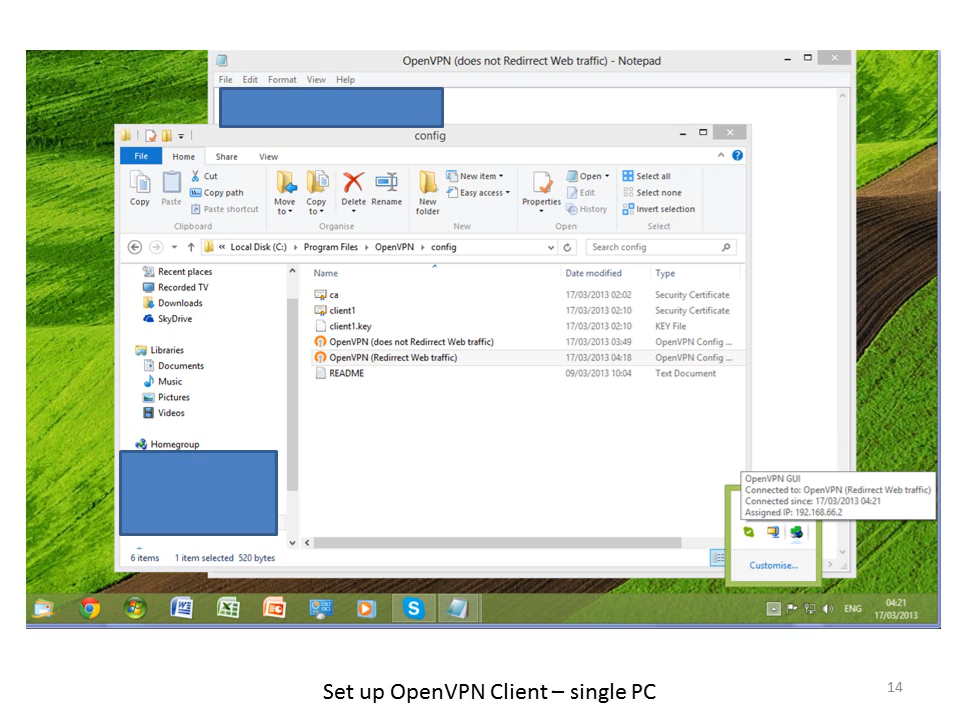 OpenVPN (does not Redirrect Web traffic) - Notepad
File Edit Format View Help
config
File Home Share View
Copy
Paste
Cut
Copy path
Paste shortcut
Clipboard
Move to
Copy to
Delete
Rename
Organise
New folder
New item
Easy access
New
Properties
Open
Edit
History
Open
Select all
Select none
Invert selection
Select
« Local Disk (C:) Program Files OpenVPN config
Search config
Recent places
Recorded TV
Downloads
SkyDrive
Libraries
Documents
Music
Pictures
Videos
Homegroup
Name Date modified Type
ca 17/03/2013 02:02 Security Certificate
client1 17/03/2013 02:10 Security Certificate
client1.key 17/03/2013 02:10 KEY File
OpenVPN (does not Redirrect Web traffic) 17/03/2013 03:49 OpenVPN Config ...
OpenVPN (Redirrect Web traffic) 17/03/2013 04:18 OpenVPN Config ...
README 09/03/2013 10:04 Text Document
6 items 1 item selected 520 bytes
OpenVPN GUI
Connected to: OpenVPN (Redirrect Web traffic)
Connected since: 17/03/2013 04:21
Assigned IP: 192.168.66.2
Customise...
ENG
04:21
17/03/2013
Set up OpenVPN Client – single PC
14